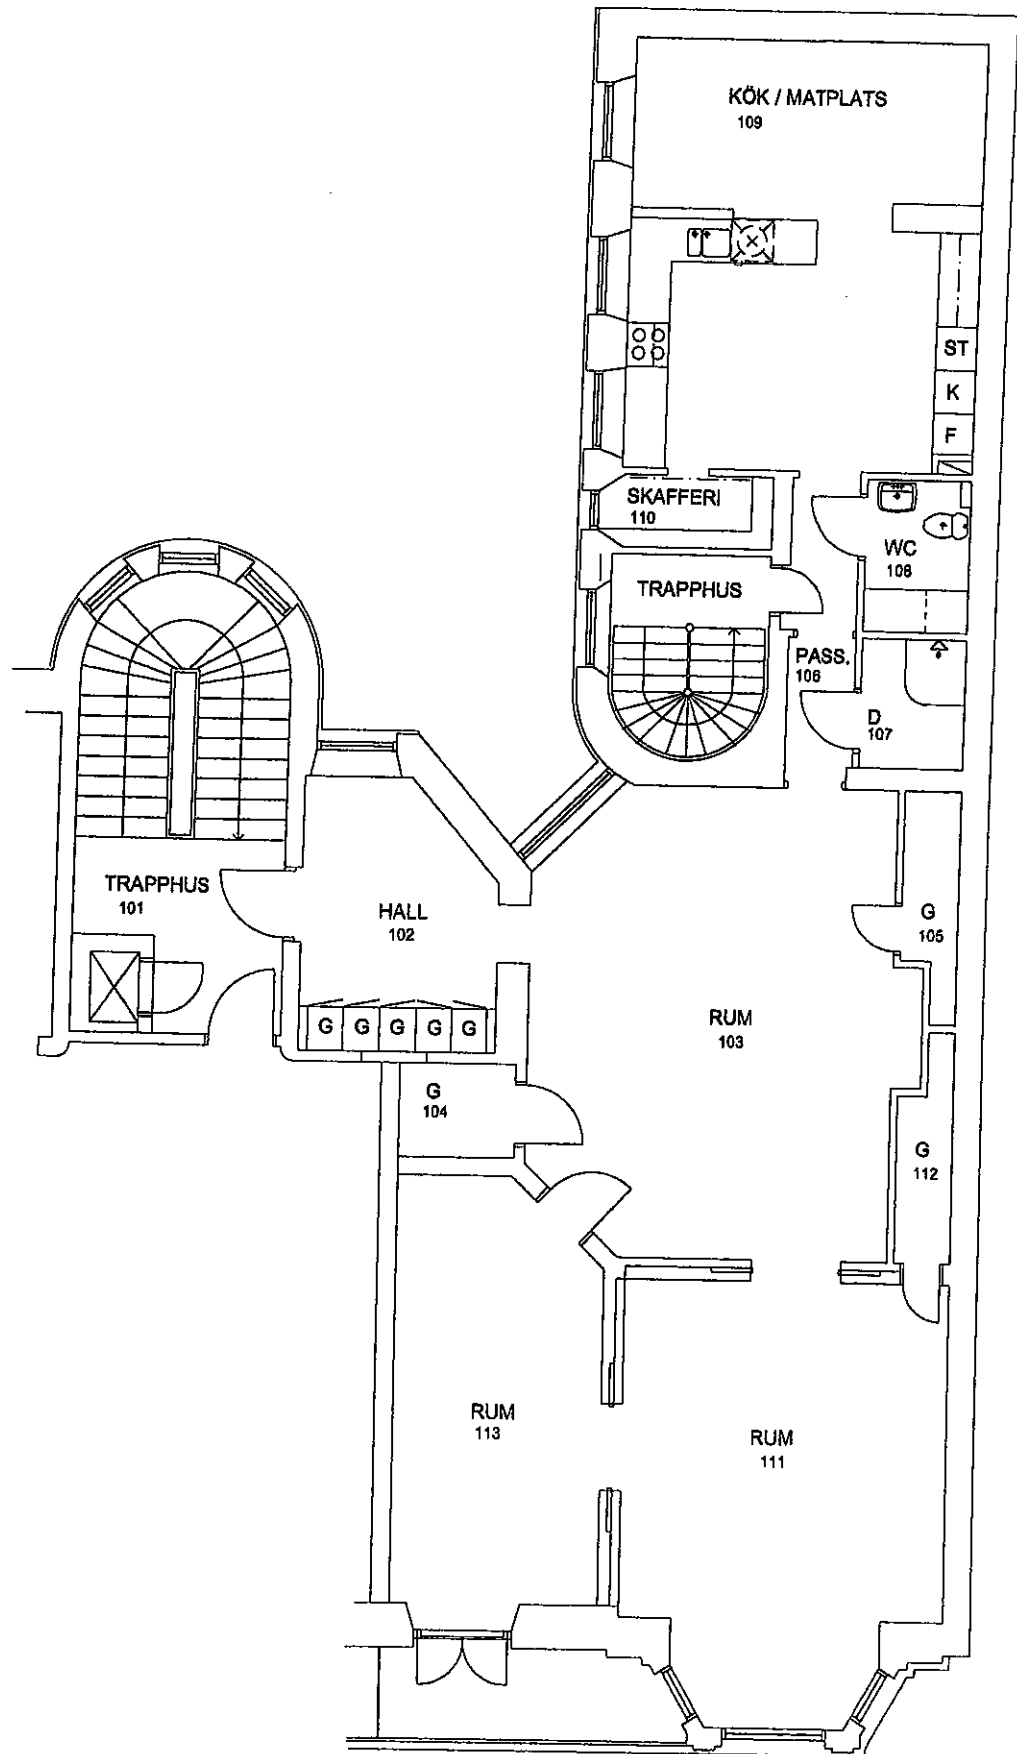 KÖK / MATPLATS
109
ST
K
F
SKAFFERI
110
WC
108
TRAPPHUS
PASS.
106
D
107
TRAPPHUS
101
HALL
102
G
105
G G G G G
RUM
103
G
104
G
112
RUM
113
RUM
111